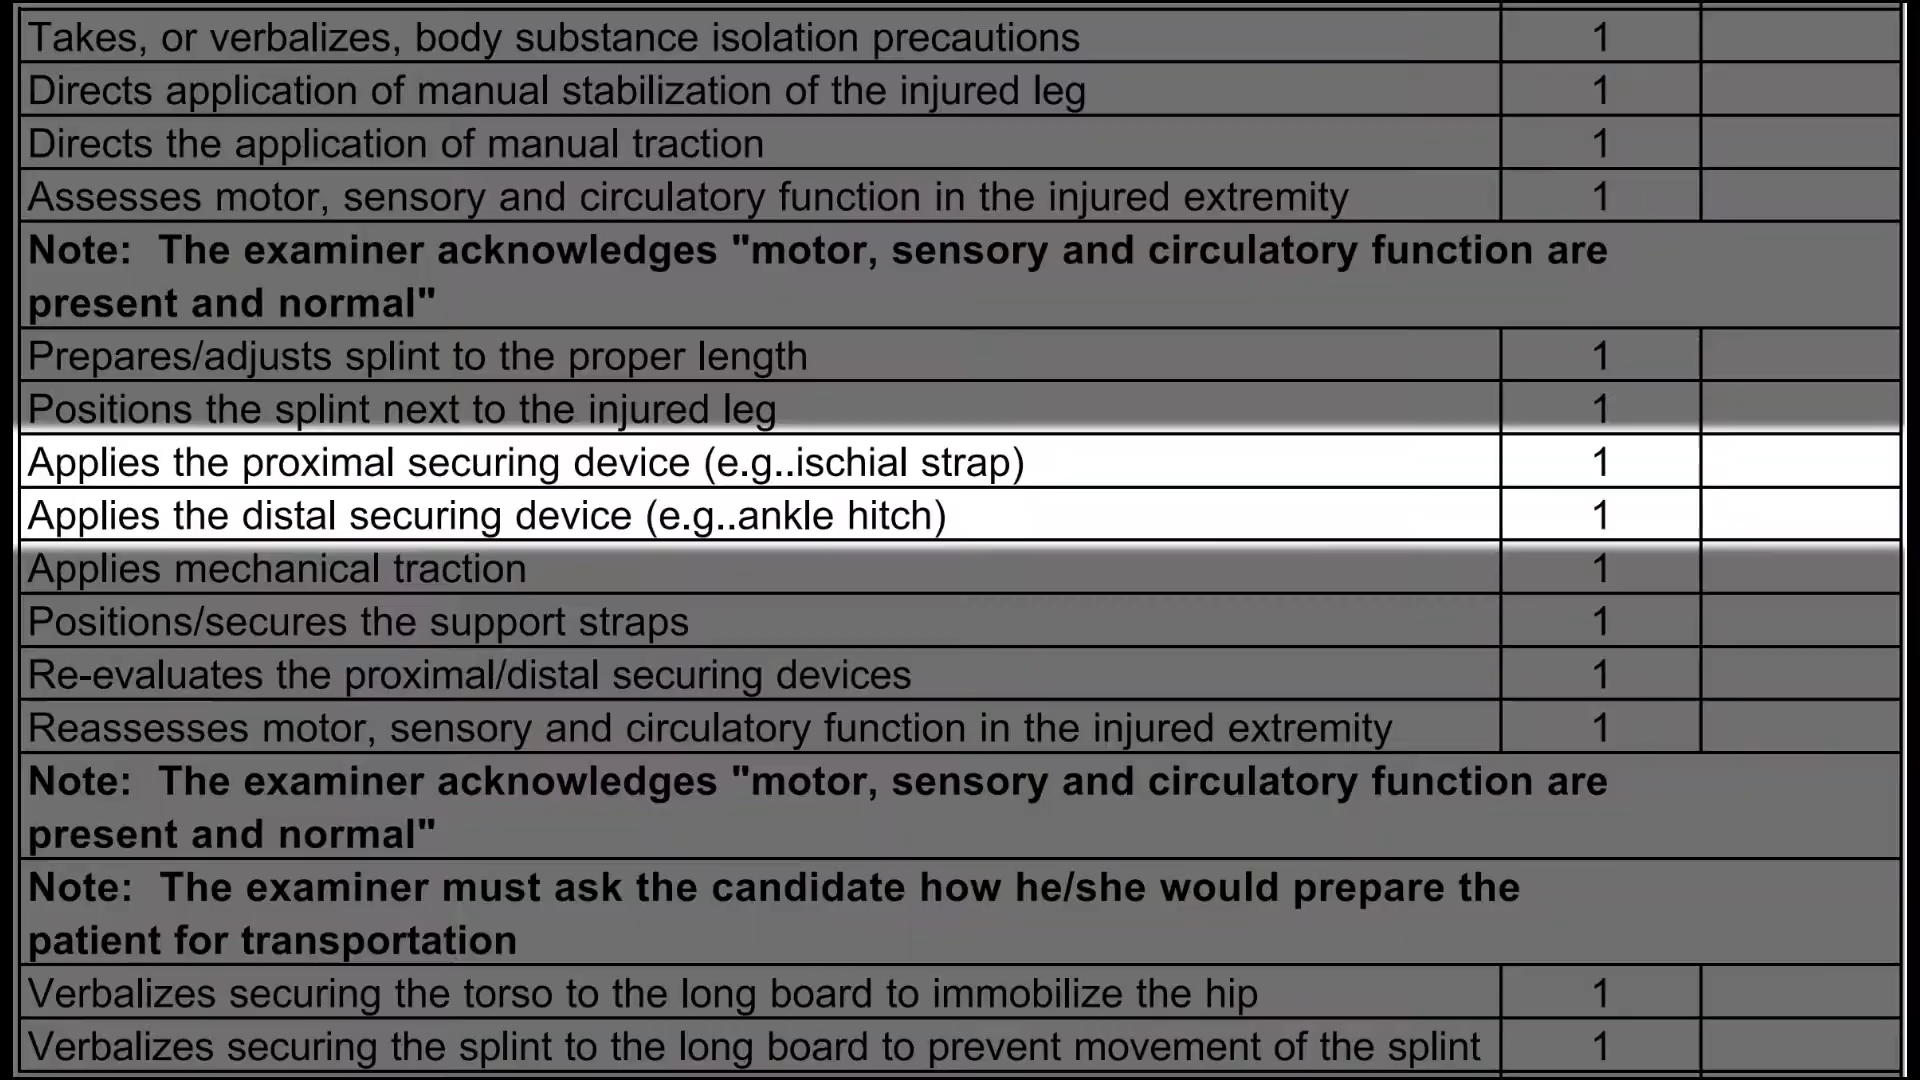 Takes, or verbalizes, body substance isolation precautions 1
Directs application of manual stabilization of the injured leg 1
Directs the application of manual traction 1
Assesses motor, sensory and circulatory function in the injured extremity 1
Note: The examiner acknowledges "motor, sensory and circulatory function are
present and normal"
Prepares/adjusts splint to the proper length 1
Positions the splint next to the injured leg 1
Applies the proximal securing device (e.g..ischial strap) 1
Applies the distal securing device (e.g..ankle hitch) 1
Applies mechanical traction 1
Positions/secures the support straps 1
Re-evaluates the proximal/distal securing devices 1
Reassesses motor, sensory and circulatory function in the injured extremity 1
Note: The examiner acknowledges "motor, sensory and circulatory function are
present and normal"
Note: The examiner must ask the candidate how he/she would prepare the
patient for transportation
Verbalizes securing the torso to the long board to immobilize the hip 1
Verbalizes securing the splint to the long board to prevent movement of the splint 1